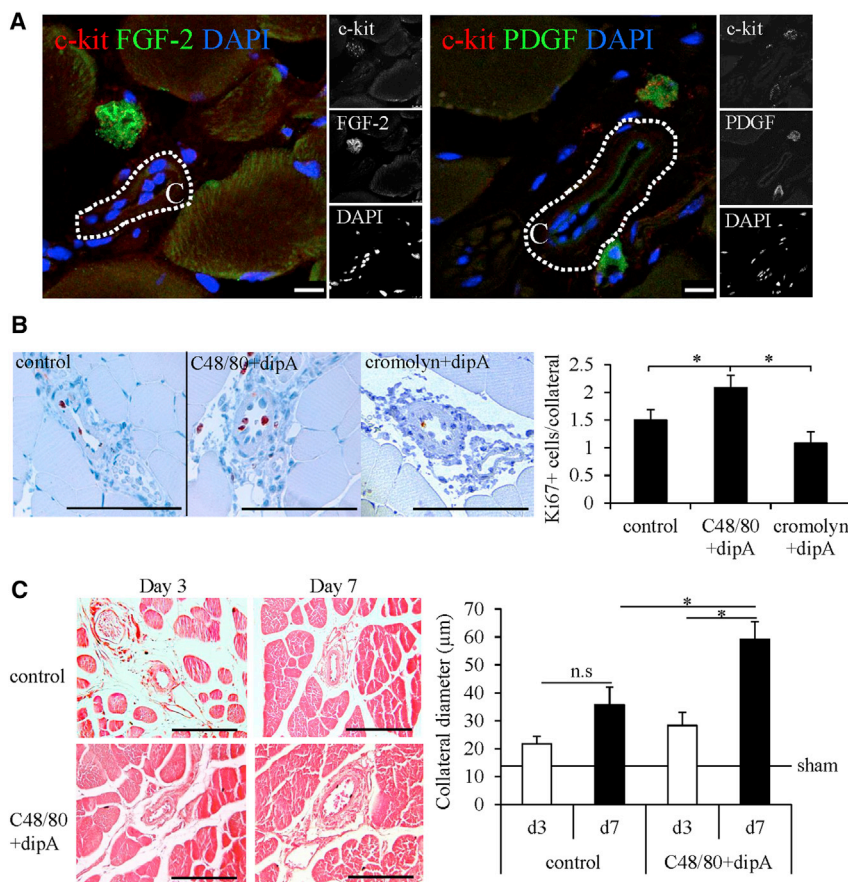 A
c-kit FGF-2 DAPI
C
c-kit
FGF-2
DAPI
c-kit PDGF DAPI
C
c-kit
PDGF
DAPI
B
control
C48/80+dipA
cromolyn+dipA
Ki67+ cells/collateral
2.5
2
1.5
1
0.5
0
*
*
control
C48/80
+dipA
cromolyn
+dipA
C
Day 3
Day 7
control
C48/80
+dipA
Collateral diameter (μm)
70
60
50
40
30
20
10
0
n.s
*
*
sham
d3
d7
d3
d7
control
C48/80+dipA